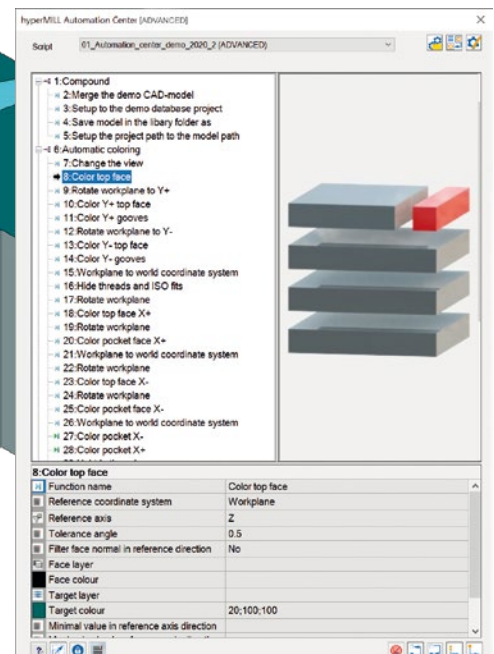 hyperMILL Automation Center [ADVANCED]
Script 01_Automation_center_demo_2020_2 (ADVANCED)
1:Compound
2:Merge the demo CAD-model
3:Setup to the demo database project
4:Save model in the libary folder as
5:Setup the project path to the model path
6:Automatic coloring
7:Change the view
8:Color top face
9:Rotate workplane to Y+
10:Color Y+ top face
11:Color Y+ gooves
12:Rotate workplane to Y-
13:Color Y- top face
14:Color Y- gooves
15:Workplane to world coordinate system
16:Hide threads and ISO fits
17:Rotate workplane
18:Color top face X+
19:Rotate workplane
20:Color pocket face X+
21:Workplane to world coordinate system
22:Rotate workplane
23:Color top face X-
24:Rotate workplane
25:Color pocket face X-
26:Workplane to world coordinate system
27:Color pocket X-
28:Color pocket X+
8:Color top face
Function name Color top face
Reference coordinate system Workplane
Reference axis Z
Tolerance angle 0.5
Filter face normal in reference direction No
Face layer
Face colour
Target layer
Target colour 20;100;100
Minimal value in reference axis direction